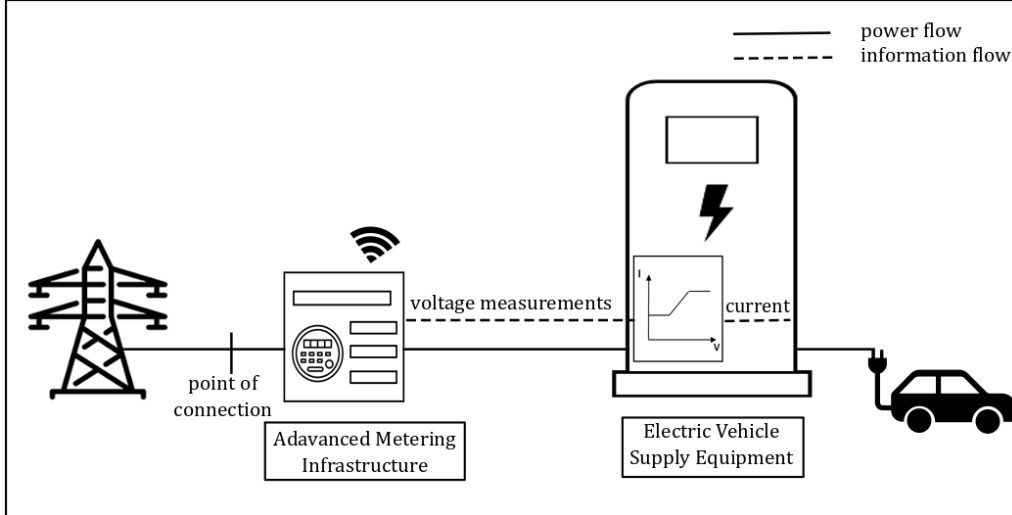 power flow
information flow
I
voltage measurements
current
V
point of
connection
Adavanced Metering
Infrastructure
Electric Vehicle
Supply Equipment